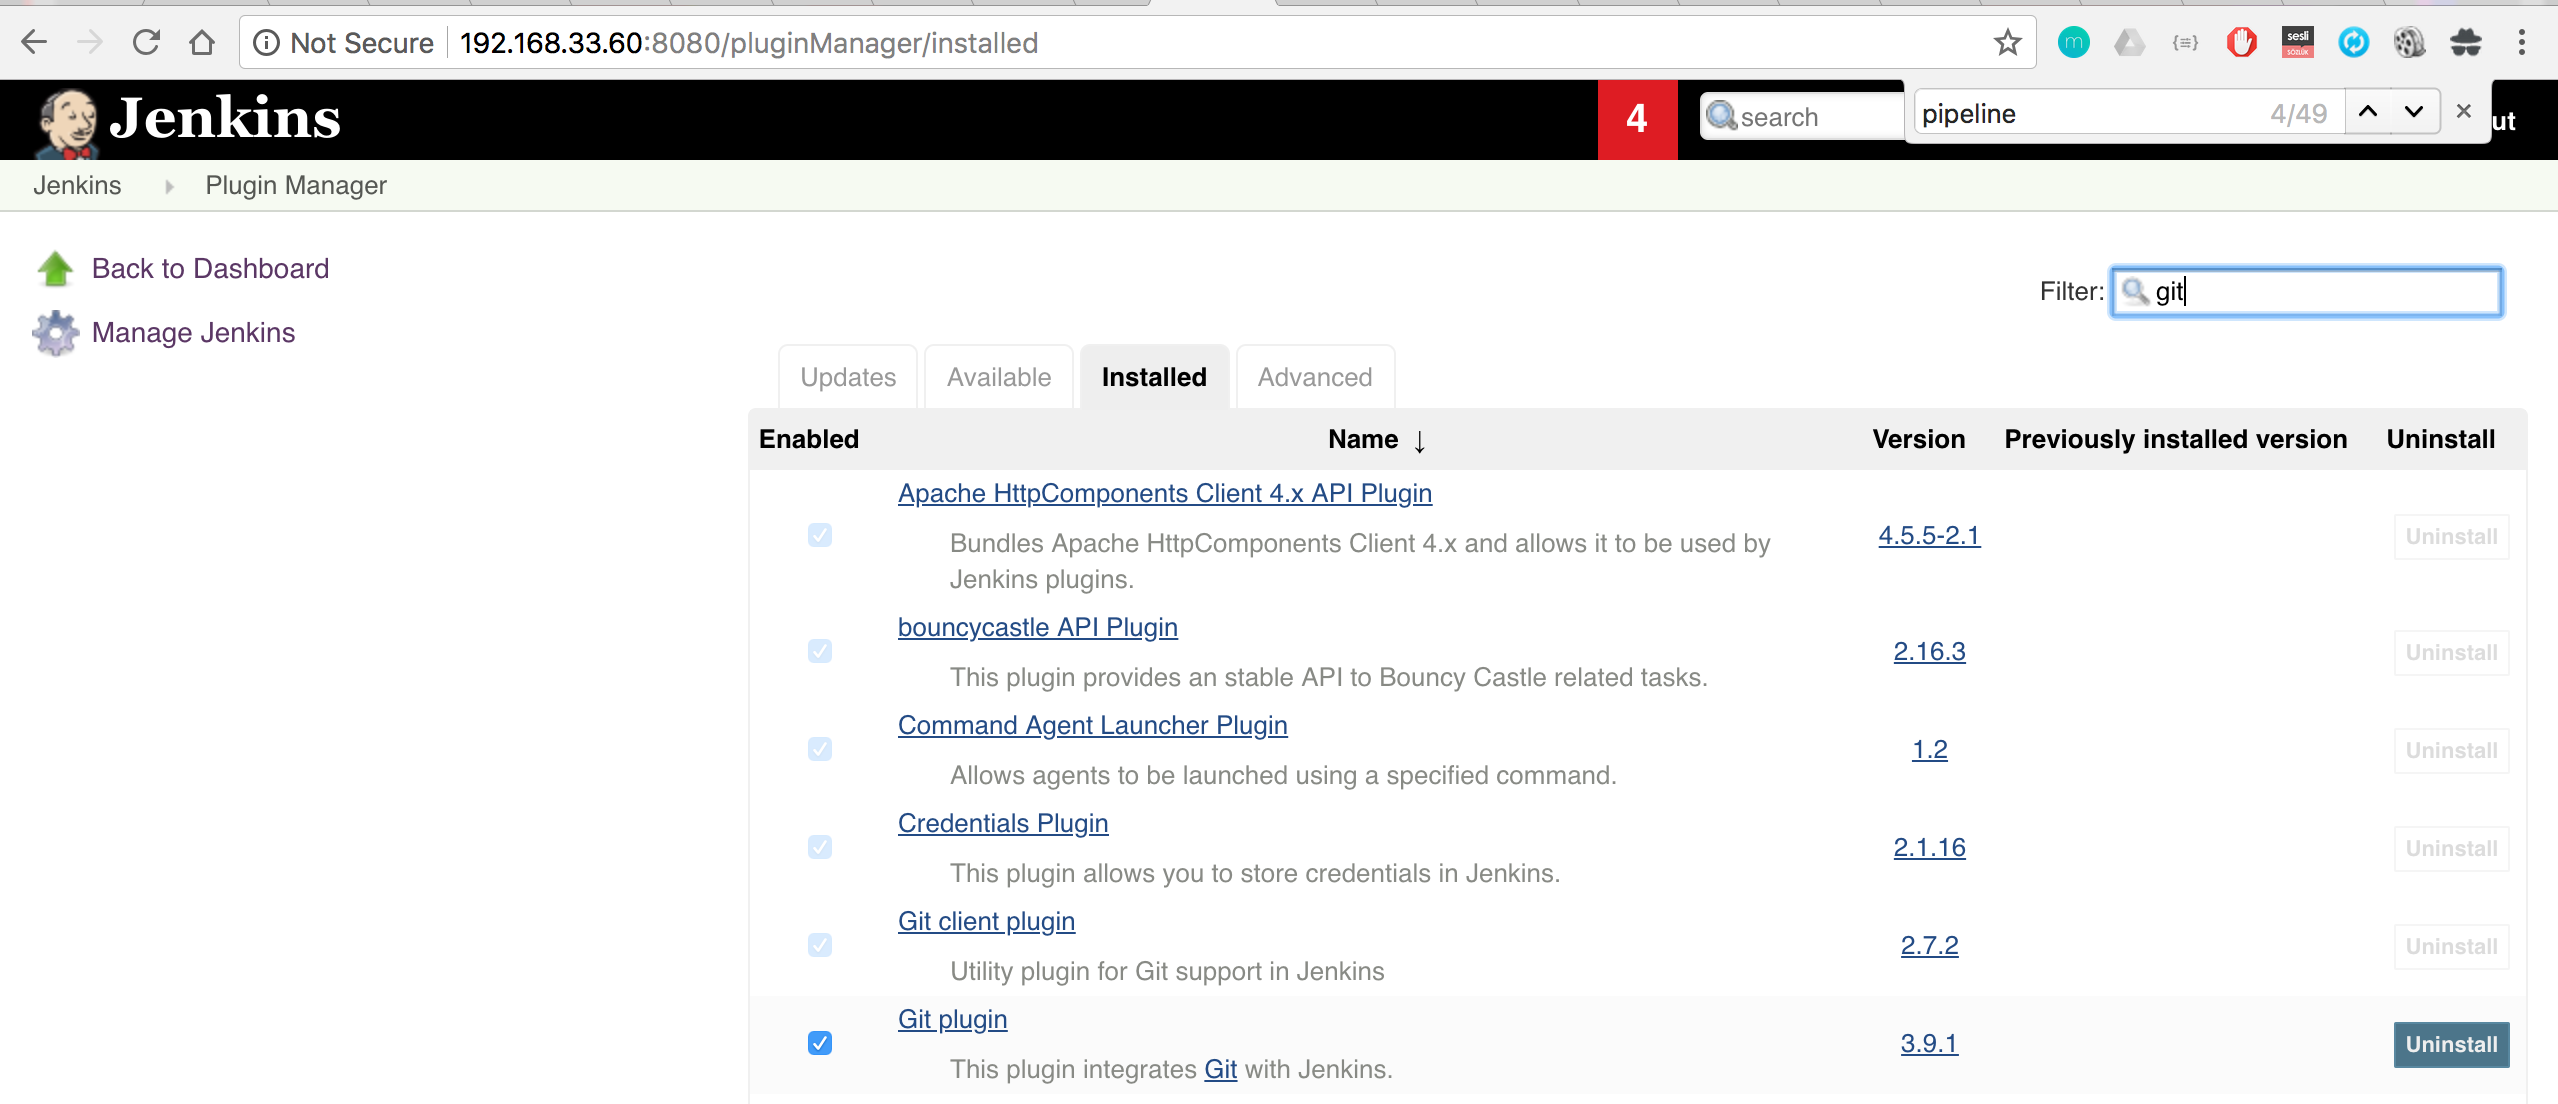 Not Secure 192.168.33.60:8080/pluginManager/installed
m {=} sesli SÖZLÜK
Jenkins 4 search pipeline 4/49 ut
Jenkins Plugin Manager
Back to Dashboard
Manage Jenkins
Filter: git
Updates Available Installed Advanced
Enabled Name ↓ Version Previously installed version Uninstall
Apache HttpComponents Client 4.x API Plugin
Bundles Apache HttpComponents Client 4.x and allows it to be used by
Jenkins plugins.
4.5.5-2.1 Uninstall
bouncycastle API Plugin
This plugin provides an stable API to Bouncy Castle related tasks.
2.16.3 Uninstall
Command Agent Launcher Plugin
Allows agents to be launched using a specified command.
1.2 Uninstall
Credentials Plugin
This plugin allows you to store credentials in Jenkins.
2.1.16 Uninstall
Git client plugin
Utility plugin for Git support in Jenkins
2.7.2 Uninstall
Git plugin
This plugin integrates Git with Jenkins.
3.9.1 Uninstall